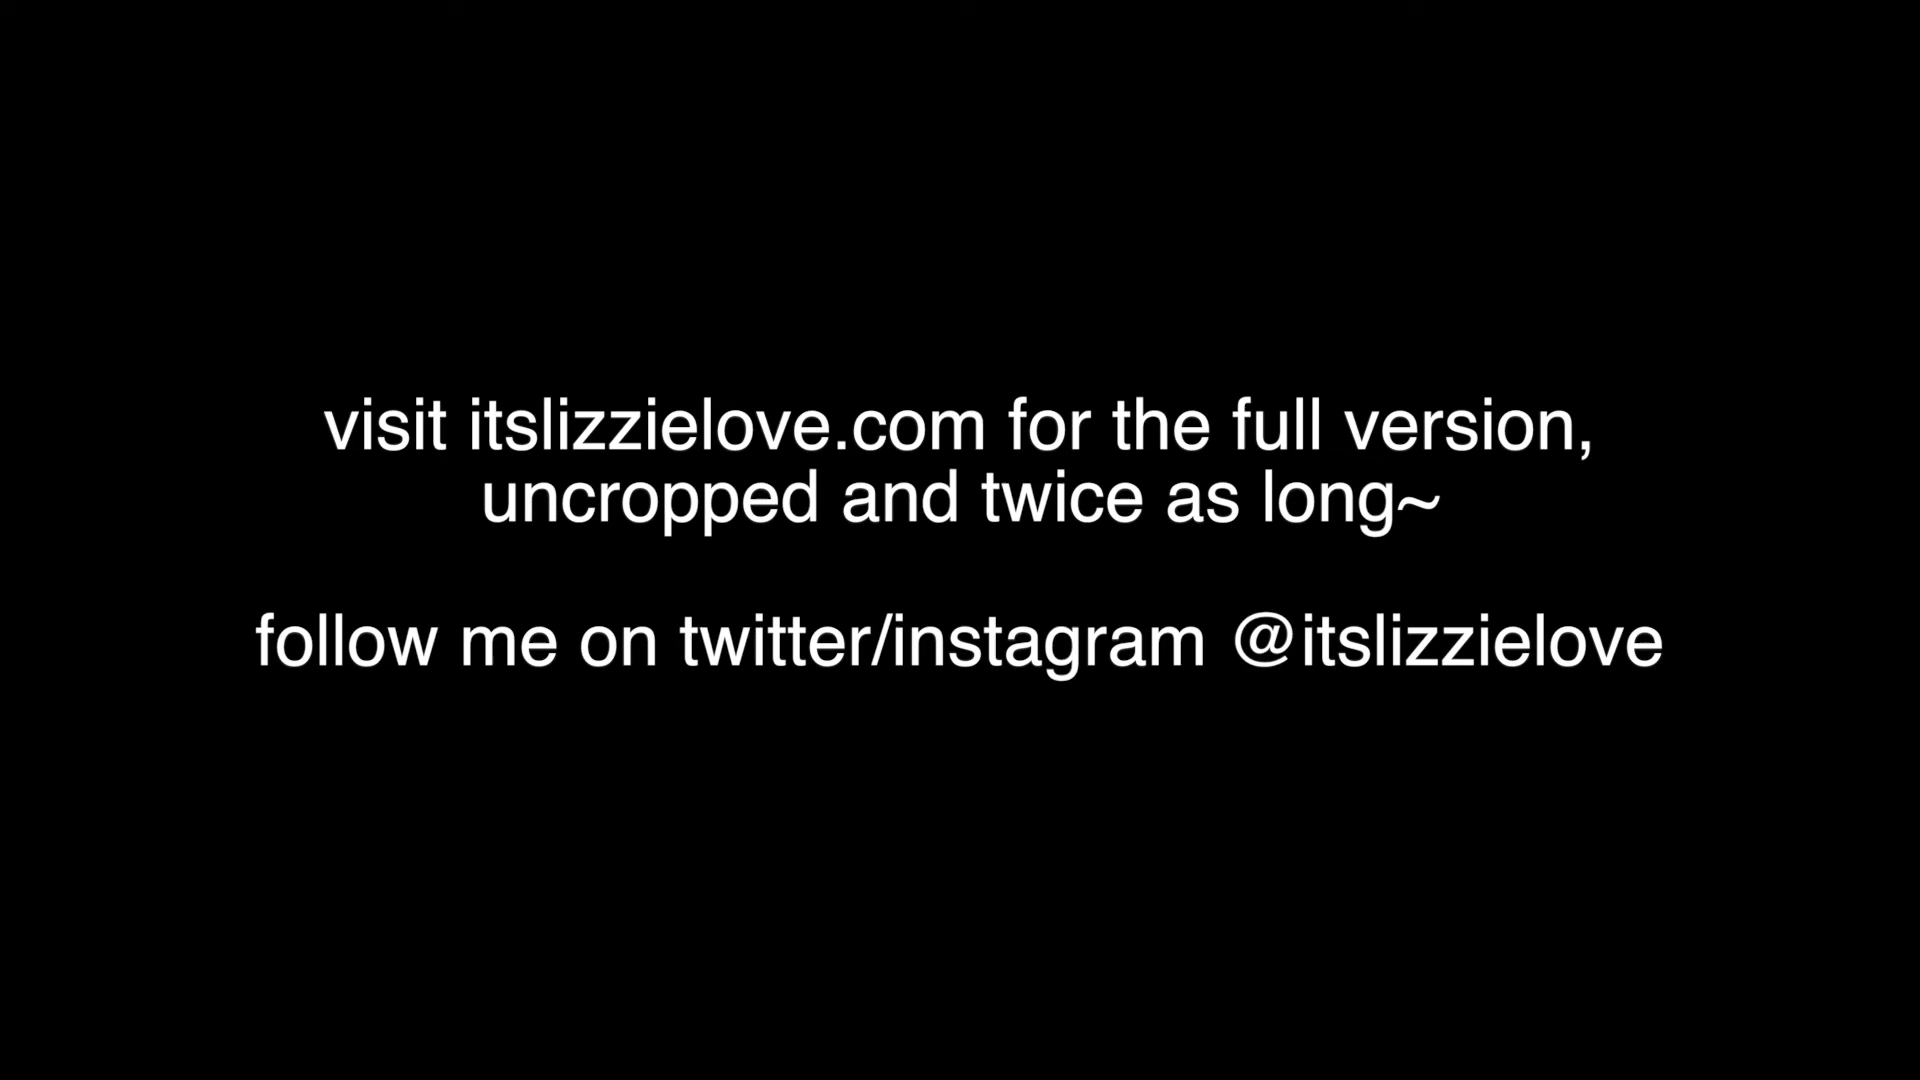 visit itslizzielove.com for the full version,
uncropped and twice as long~
follow me on twitter/instagram @itslizzielove